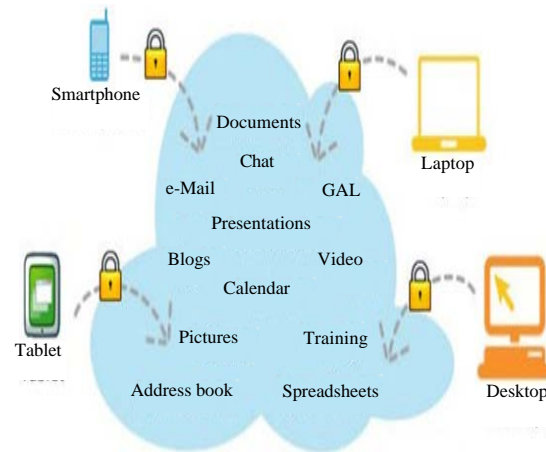 Smartphone
Documents
Chat
Laptop
e-Mail
GAL
Presentations
Blogs
Video
Calendar
Pictures
Training
Tablet
Address book
Spreadsheets
Desktop